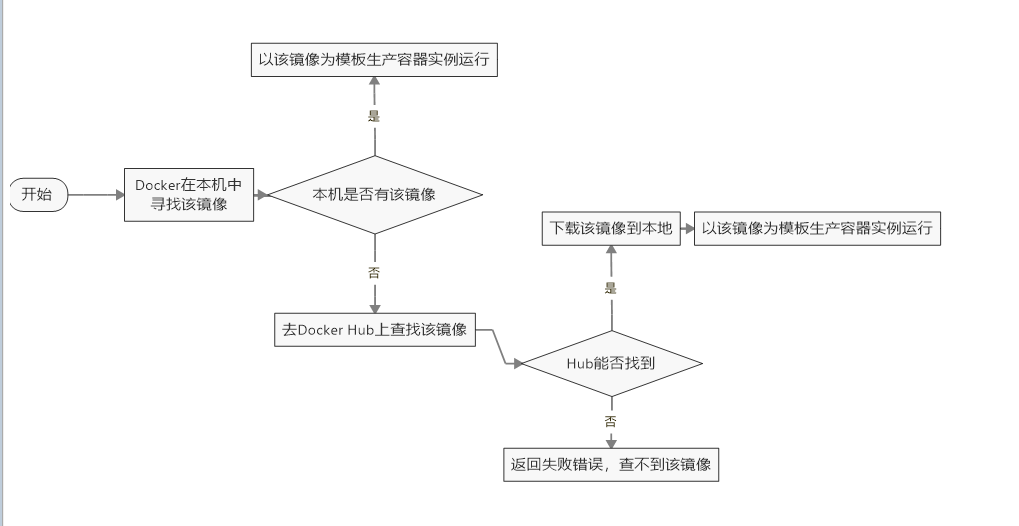 以该镜像为模板生产容器实例运行
是
开始
Docker在本机中
寻找该镜像
本机是否有该镜像
否
下载该镜像到本地
以该镜像为模板生产容器实例运行
是
去Docker Hub上查找该镜像
Hub能否找到
否
返回失败错误，查不到该镜像